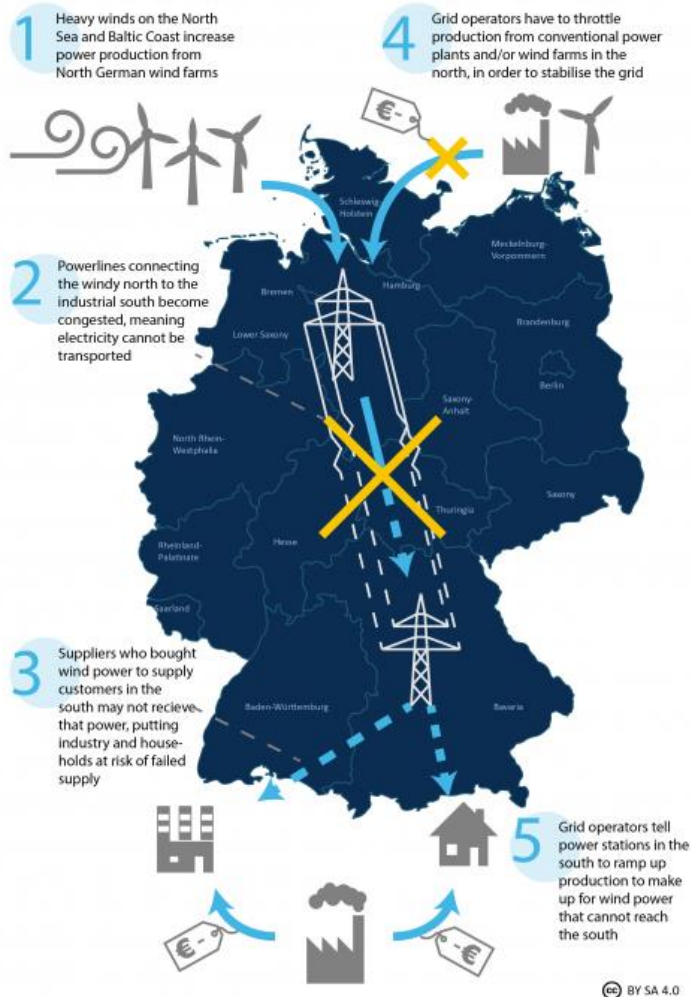 1
Heavy winds on the North
Sea and Baltic Coast increase
power production from
North German wind farms
4
Grid operators have to throttle
production from conventional power
plants and/or wind farms in the
north, in order to stabilise the grid
€-
Schleswig-
Holstein
Mecklenburg-
Vorpommern
2
Powerlines connecting
the windy north to the
industrial south become
congested, meaning
electricity cannot be
transported
Hamburg
Bremen
Lower Saxony
Brandenburg
Berlin
Saxony-
Anhalt
North Rhein-
Westphalia
Saxony
Thuringia
Hesse
Rheinland-
Palatinate
Saarland
3
Suppliers who bought
wind power to supply
customers in the
south may not recieve
that power, putting
industry and house-
holds at risk of failed
supply
Baden-Württemburg
Bavaria
5
Grid operators tell
power stations in the
south to ramp up
production to make
up for wind power
that cannot reach
the south
€-
€-
cc BY SA 4.0